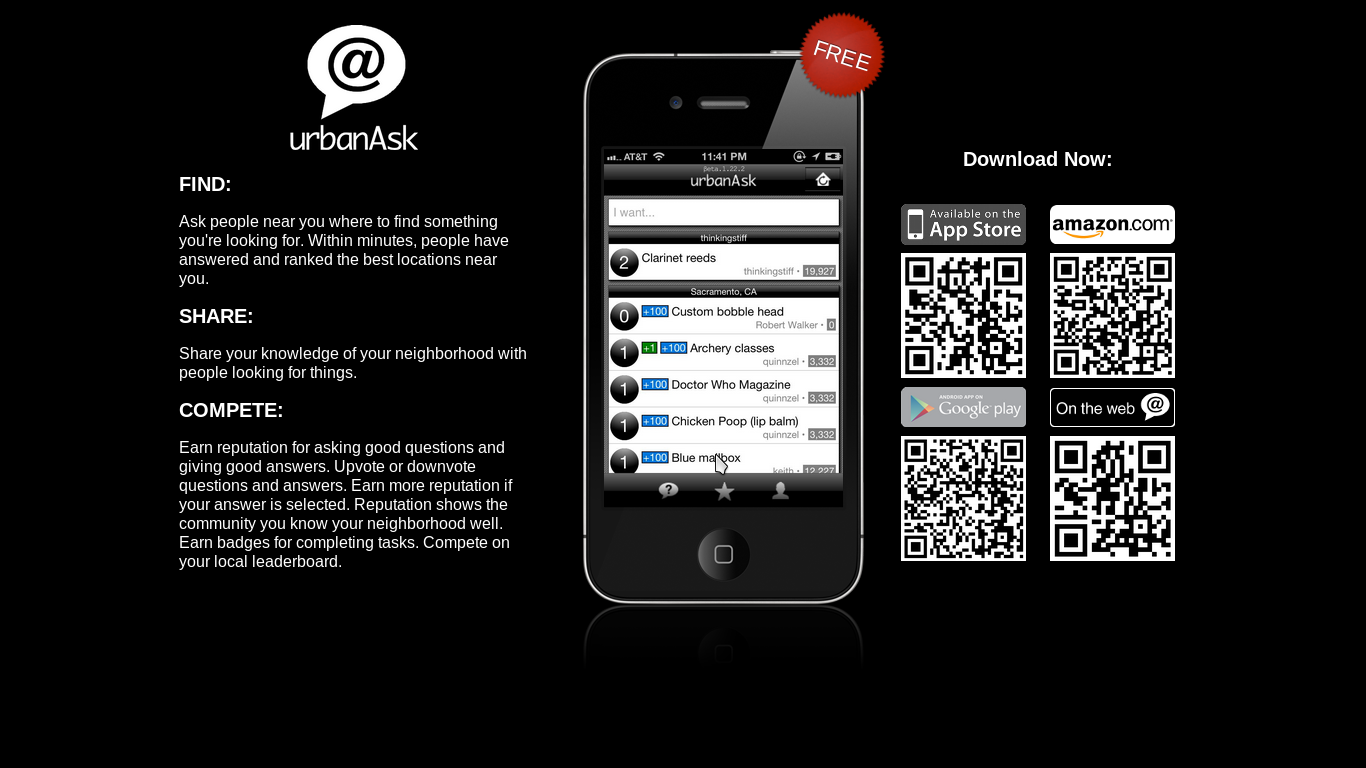 @
urbanAsk
FIND:
Ask people near you where to find something
you're looking for. Within minutes, people have
answered and ranked the best locations near
you.
SHARE:
Share your knowledge of your neighborhood with
people looking for things.
COMPETE:
Earn reputation for asking good questions and
giving good answers. Upvote or downvote
questions and answers. Earn more reputation if
your answer is selected. Reputation shows the
community you know your neighborhood well.
Earn badges for completing tasks. Compete on
your local leaderboard.
FREE
AT&T 11:41 PM
βeta.1.22.2
urbanAsk
I want...
thinkingstiff
2 Clarinet reeds
thinkingstiff • 19,927
Sacramento, CA
0 +100 Custom bobble head
Robert Walker • 0
1 +1 +100 Archery classes
quinnzel • 3,332
1 +100 Doctor Who Magazine
quinnzel • 3,332
1 +100 Chicken Poop (lip balm)
quinnzel • 3,332
1 +100 Blue mailbox
keith • 12,227
?
Download Now:
Available on the
App Store
amazon.com
ANDROID APP ON
Google play
On the web @